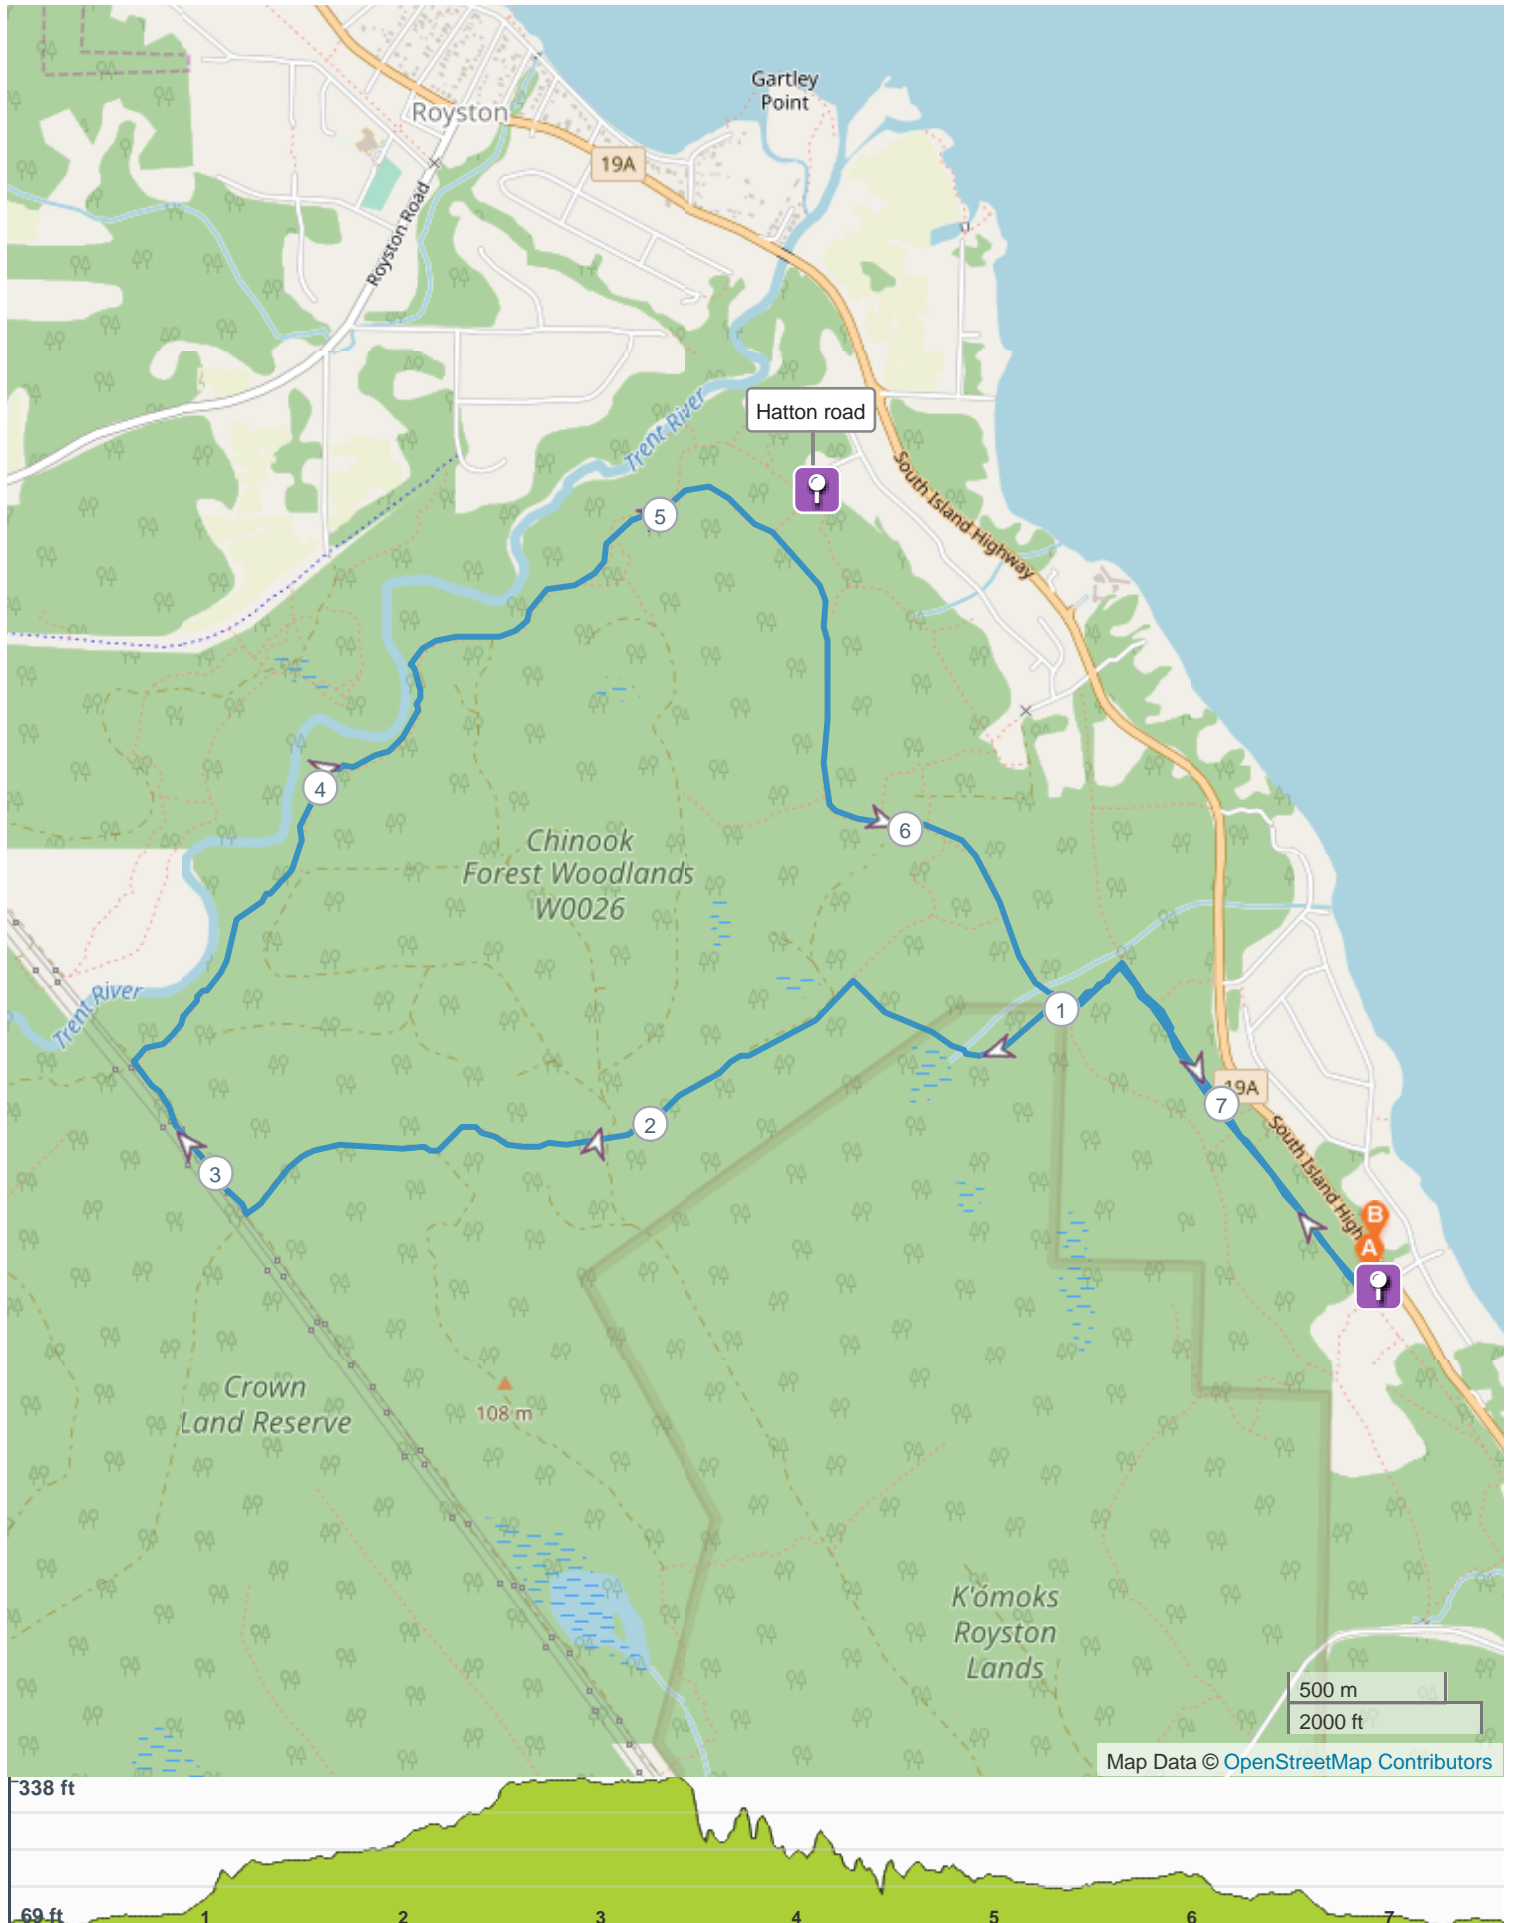 Gartley
Point
Royston
19A
Royston Road
Hatton road
Trent River
South Island Highway
5
4
6
Chinook
Forest Woodlands
W0026
Trent River
1
19A
7
2
3
South Island High
B
A
Crown
Land Reserve
108 m
K'ómoks
Royston
Lands
500 m
2000 ft
Map Data © OpenStreetMap Contributors
338 ft
69 ft
1 2 3 4 5 6 7